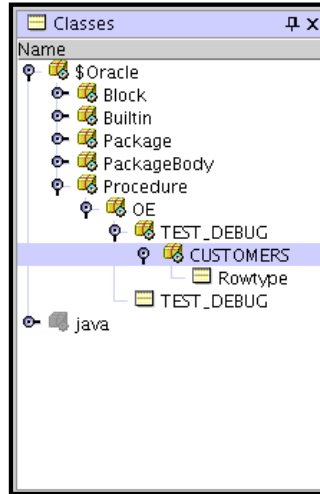 Classes
Name
$Oracle
Block
Builtin
Package
PackageBody
Procedure
OE
TEST_DEBUG
CUSTOMERS
Rowtype
TEST_DEBUG
java